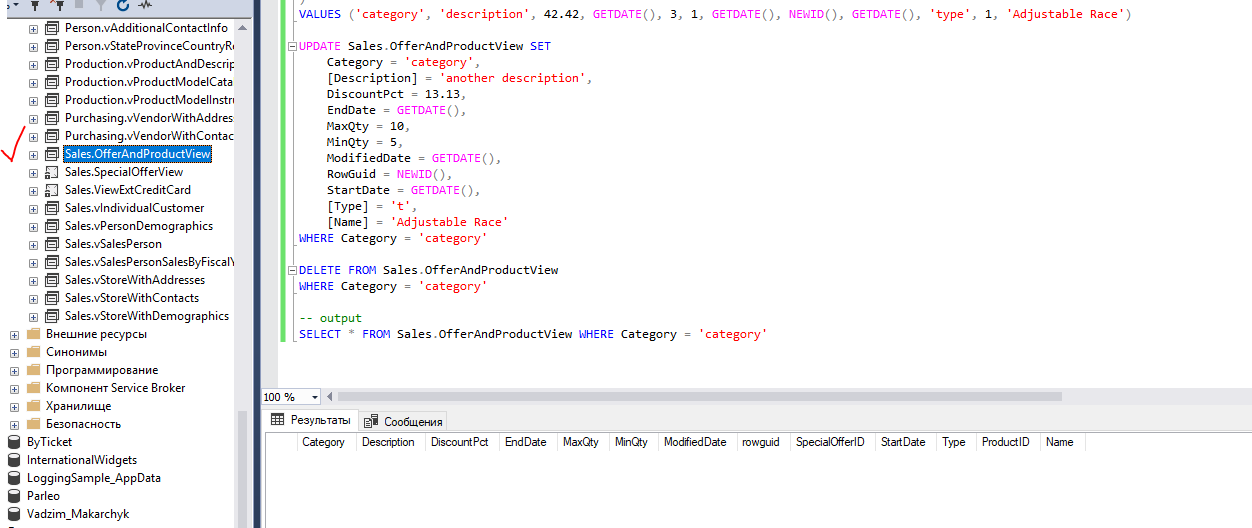 Person.vAdditionalContactInfo
Person.vStateProvinceCountryRe
Production.vProductAndDescrip
Production.vProductModelCata
Production.vProductModelInstru
Purchasing.vVendorWithAddres
Purchasing.vVendorWithContac
Sales.OfferAndProductView
Sales.SpecialOfferView
Sales.ViewExtCreditCard
Sales.vIndividualCustomer
Sales.vPersonDemographics
Sales.vSalesPerson
Sales.vSalesPersonSalesByFiscalY
Sales.vStoreWithAddresses
Sales.vStoreWithContacts
Sales.vStoreWithDemographics
Внешние ресурсы
Синонимы
Программирование
Компонент Service Broker
Хранилище
Безопасность
ByTicket
InternationalWidgets
LoggingSample_AppData
Parleo
Vadzim_Makarchyk
VALUES ('category', 'description', 42.42, GETDATE(), 3, 1, GETDATE(), NEWID(), GETDATE(), 'type', 1, 'Adjustable Race')
UPDATE Sales.OfferAndProductView SET
Category = 'category',
[Description] = 'another description',
DiscountPct = 13.13,
EndDate = GETDATE(),
MaxQty = 10,
MinQty = 5,
ModifiedDate = GETDATE(),
RowGuid = NEWID(),
StartDate = GETDATE(),
[Type] = 't',
[Name] = 'Adjustable Race'
WHERE Category = 'category'
DELETE FROM Sales.OfferAndProductView
WHERE Category = 'category'
-- output
SELECT * FROM Sales.OfferAndProductView WHERE Category = 'category'
100 %
Результаты Сообщения
Category Description DiscountPct EndDate MaxQty MinQty ModifiedDate rowguid SpecialOfferID StartDate Type ProductID Name